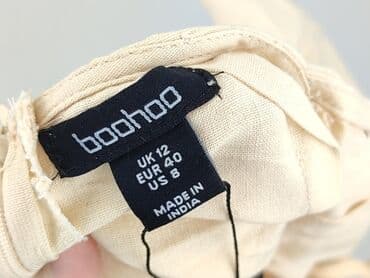 boohoo
UK 12
EUR 40
US 8
MADE IN
INDIA